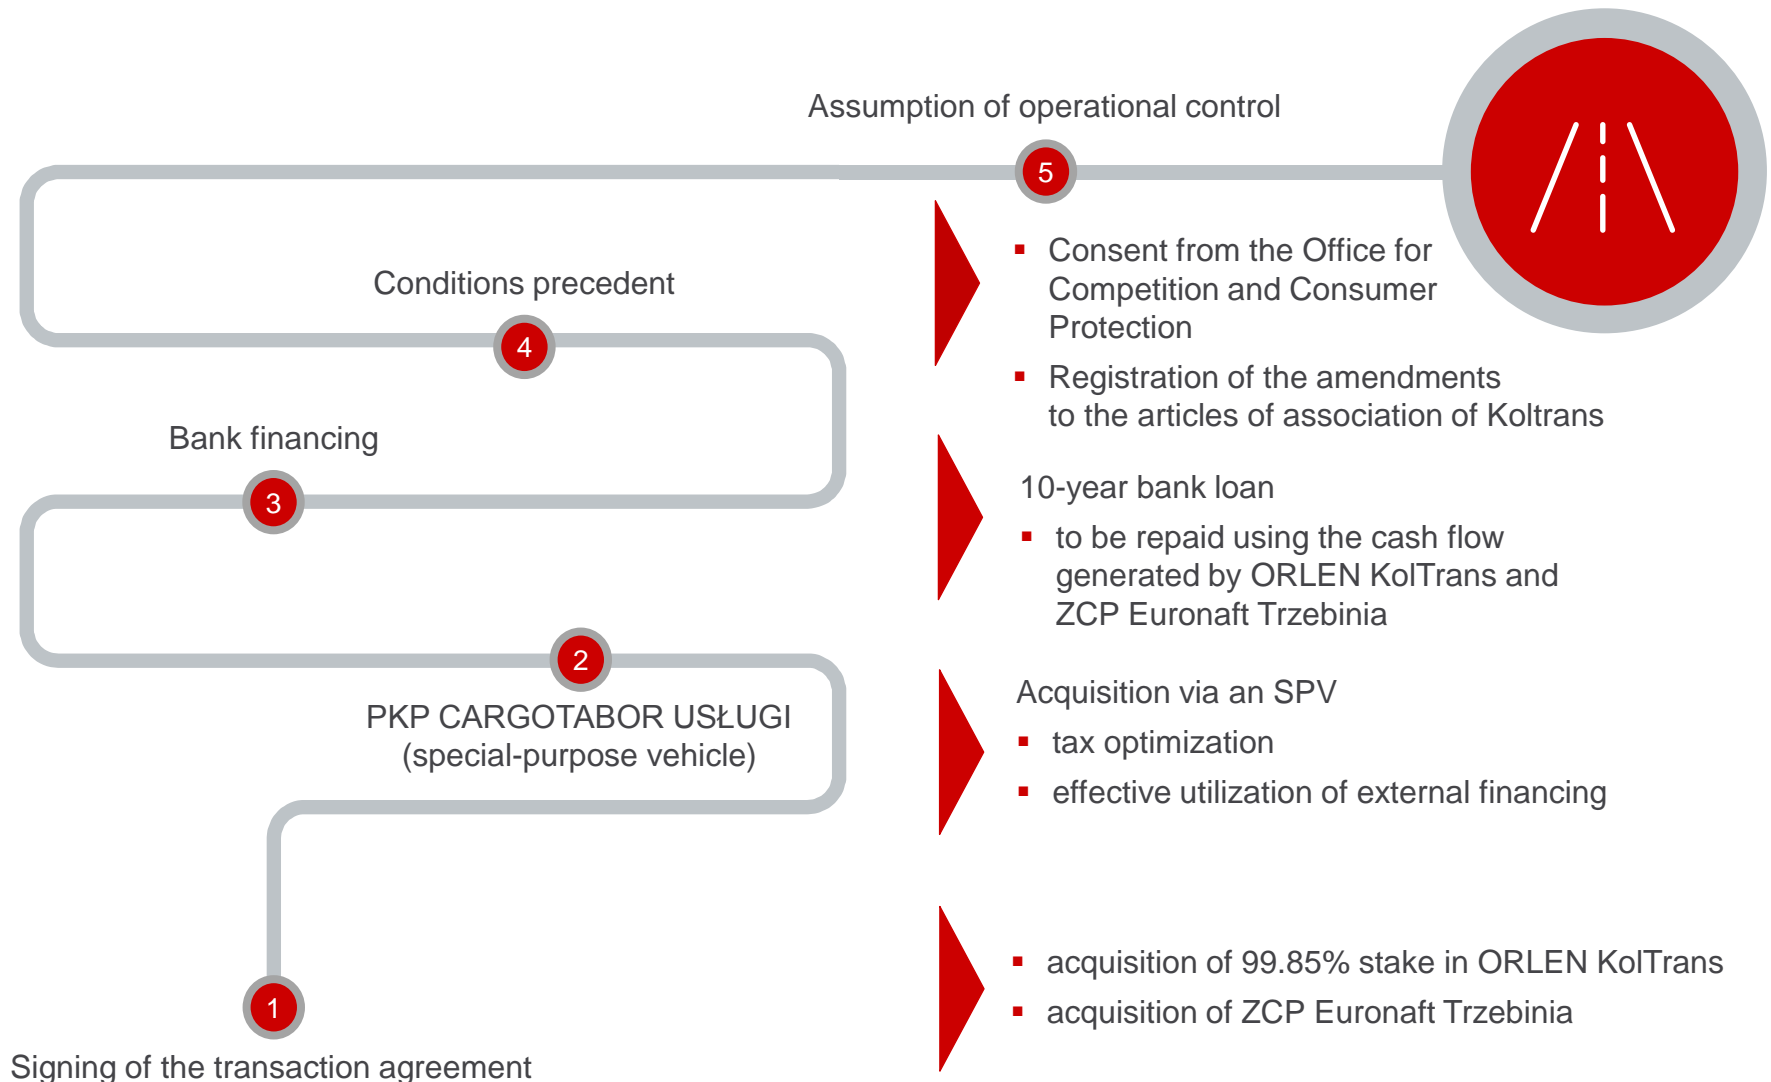 Assumption of operational control
5
Conditions precedent
4
Bank financing
3
2
PKP CARGOTABOR USŁUGI
(special-purpose vehicle)
1
Signing of the transaction agreement
▪ Consent from the Office for
Competition and Consumer
Protection
▪ Registration of the amendments
to the articles of association of Koltrans
10-year bank loan
▪ to be repaid using the cash flow
generated by ORLEN KolTrans and
ZCP Euronaft Trzebinia
Acquisition via an SPV
▪ tax optimization
▪ effective utilization of external financing
▪ acquisition of 99.85% stake in ORLEN KolTrans
▪ acquisition of ZCP Euronaft Trzebinia